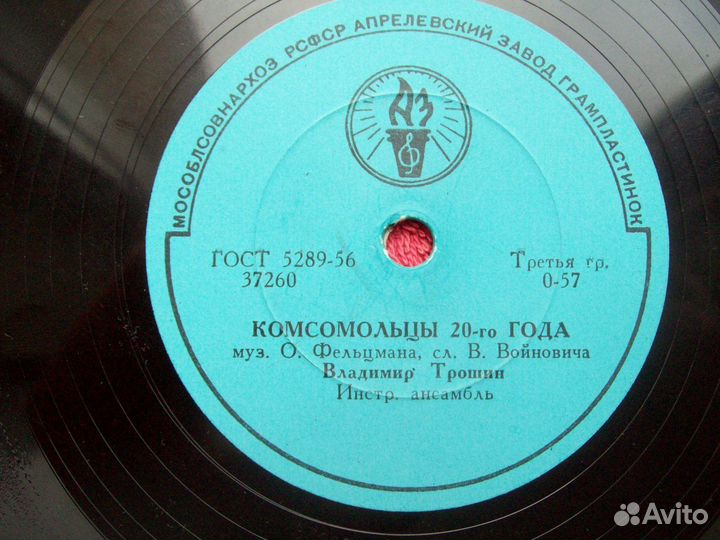 МОСОБЛСОВНАРХОЗ РСФСР АПРЕЛЕВСКИЙ ЗАВОД ГРАМПЛАСТИНОК
АЗ
ГОСТ 5289-56
37260
Третья гр.
0-57
КОМСОМОЛЬЦЫ 20-го ГОДА
муз. О. Фельцмана, сл. В. Войновича
Владимир Трошин
Инстр. ансамбль
Avito